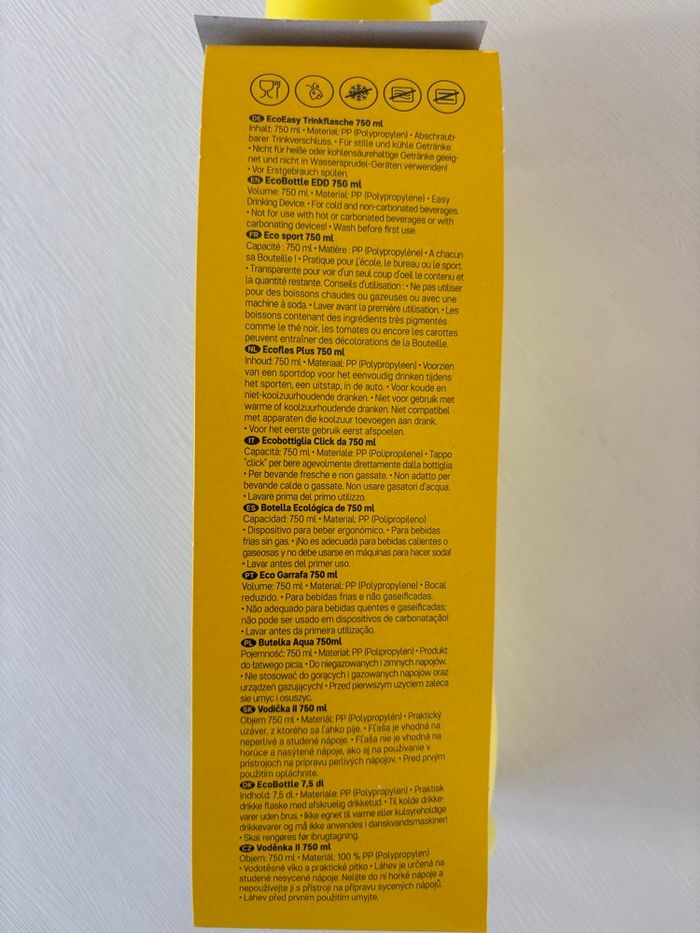 DE EcoEasy Trinkflasche 750 ml
Inhalt: 750 ml • Material: PP (Polypropylen) • Abschraub-
barer Trinkverschluss. • Für stille und kühle Getränke.
• Nicht für heiße oder kohlensäurehaltige Getränke geeig-
net und nicht in Wassersprudel-Geräten verwenden!
• Vor Erstgebrauch spülen.
EN EcoBottle EDD 750 ml
Volume: 750 ml • Material: PP (Polypropylene) • Easy
Drinking Device. • For cold and non-carbonated beverages.
• Not for use with hot or carbonated beverages or with
carbonating devices! • Wash before first use.
FR Eco sport 750 ml
Capacité : 750 ml • Matière : PP (Polypropylène) • A chacun
sa Bouteille ! • Pratique pour l'école, le bureau ou le sport.
• Transparente pour voir d'un seul coup d'oeil le contenu et
la quantité restante. Conseils d'utilisation : • Ne pas utiliser
pour des boissons chaudes ou gazeuses ou avec une
machine à soda. • Laver avant la première utilisation. • Les
boissons contenant des ingrédients très pigmentés
comme le thé noir, les tomates ou encore les carottes
peuvent entraîner des décolorations de la Bouteille.
NL Ecofles Plus 750 ml
Inhoud: 750 ml • Materiaal: PP (Polypropyleen) • Voorzien
van een sportdop voor het eenvoudig drinken tijdens
het sporten, een uitstap, in de auto. • Voor koude en
niet-koolzuurhoudende dranken. • Niet voor gebruik met
warme of koolzuurhoudende dranken. Niet compatibel
met apparaten die koolzuur toevoegen aan drank.
• Voor het eerste gebruik eerst afspoelen.
IT Ecobottiglia Click da 750 ml
Capacità: 750 ml • Materiale: PP (Polipropilene) • Tappo
"click" per bere agevolmente direttamente dalla bottiglia.
• Per bevande fresche e non gassate. • Non adatto per
bevande calde o gassate. Non usare gasatori d'acqua.
• Lavare prima del primo utilizzo.
ES Botella Ecológica de 750 ml
Capacidad: 750 ml • Material: PP (Polipropileno)
• Dispositivo para beber ergonómico. • Para bebidas
frias sin gas. • ¡No es adecuada para bebidas calientes o
gaseosas y no debe usarse en máquinas para hacer soda!
• Lavar antes del primer uso.
PT Eco Garrafa 750 ml
Volume: 750 ml • Material: PP (Polypropylene) • Bocal
reduzido. • Para bebidas frias e não gaseificadas.
• Não adequado para bebidas quentes e gaseificadas;
não pode ser usado em dispositivos de carbonatação!
• Lavar antes da primeira utilização.
PL Butelka Aqua 750ml
Pojemność: 750 ml • Materiał: PP (Polipropylen) • Produkt
do łatwego picia. • Do niegazowanych i zimnych napojów.
• Nie stosować do gorących i gazowanych napojów oraz
urządzeń gazujących! • Przed pierwszym uzyciem zaleca
sie umyc i osuszyc.
SK Vodička II 750 ml
Objem 750 ml • Materiál: PP (Polypropylén) • Praktický
uzáver, z ktorého sa ľahko pije. • Fľaša je vhodná na
neperlivé a studené nápoje. • Fľaša nie je vhodná na
horúce a nasýtené nápoje, ako aj na používanie v
prístrojoch na prípravu perlivých nápojov. • Pred prvým
použitím opláchnite.
DK EcoBottle 7,5 dl
Indhold: 7,5 dl • Materiale: PP (Polypropylen) • Praktisk
drikke flaske med afskruelig drikketud. • Til kolde drikke-
varer uden brus. • Ikke egnet til varme eller kulsyreholdige
drikkevarer og må ikke anvendes i danskvandsmaskiner!
• Skal rengøres før ibrugtagning.
CZ Voděnka II 750 ml
Objem: 750 ml • Materiál: 100 % PP (Polypropylen)
• Vodotěsné víko a praktické pítko • Láhev je určená na
studené nesycené nápoje. Nelijte do ní horké nápoje a
nepoužívejte ji s přístroji na přípravu sycených nápojů.
• Láhev před prvním použitím umyjte.